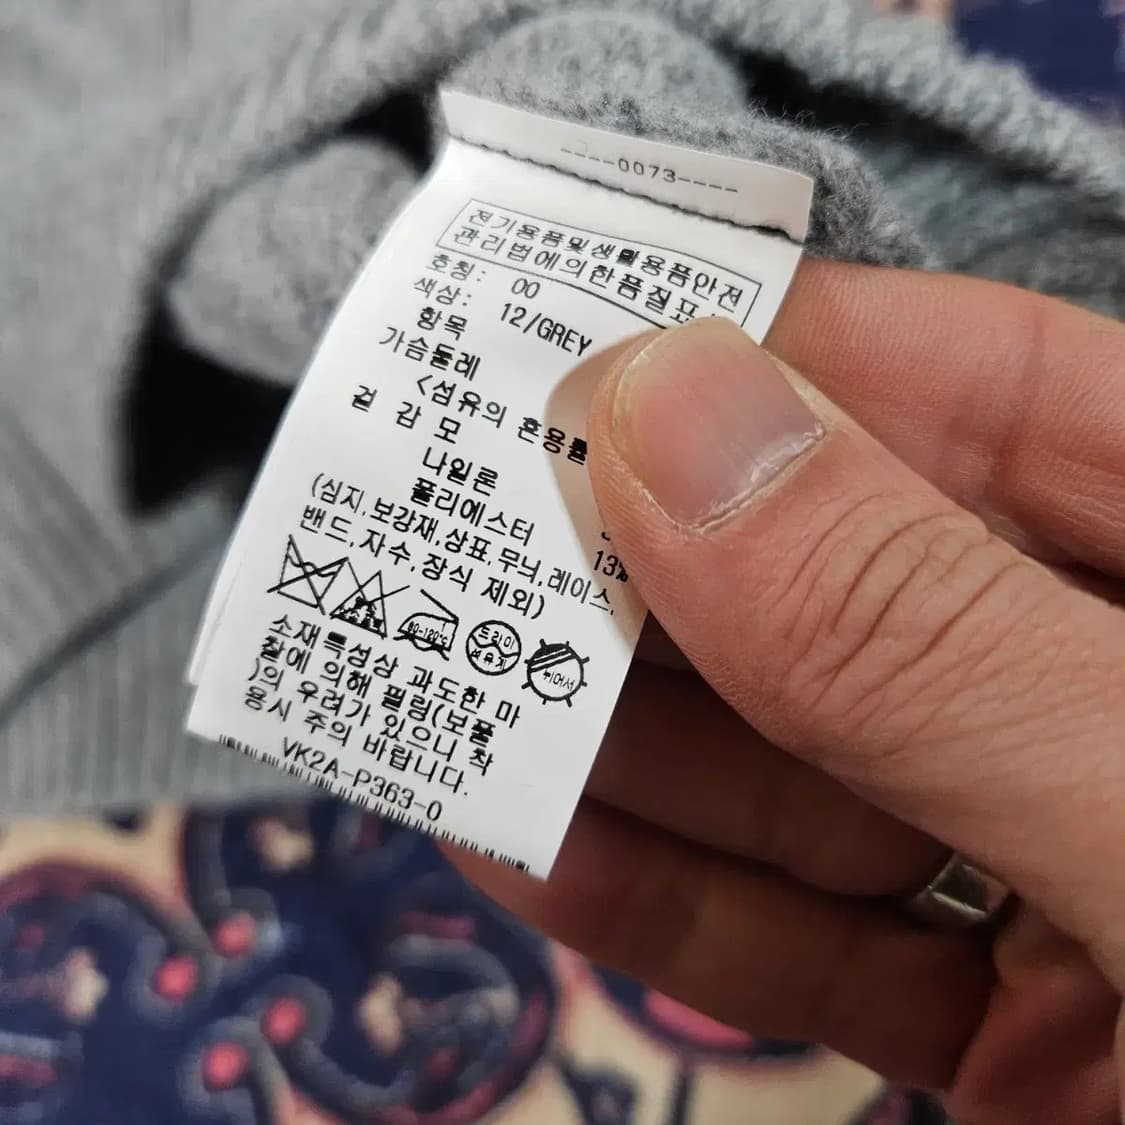 ----0073----
전기용품및생활용품안전
관리법에의한품질표
호칭: 00
색상: 12/GREY
항목
가슴둘레
<섬유의 혼용률
겉 감 모
나일론
폴리에스터 13%
(심지,보강재,상표,무늬,레이스,
밴드,자수,장식 제외)
80-120℃ 드라이 석유계 뉘어서
소재특성상 과도한 마
찰에 의해 필링(보풀
)의 우려가 있으니 착
용시 주의 바랍니다.
VK2A-P363-0